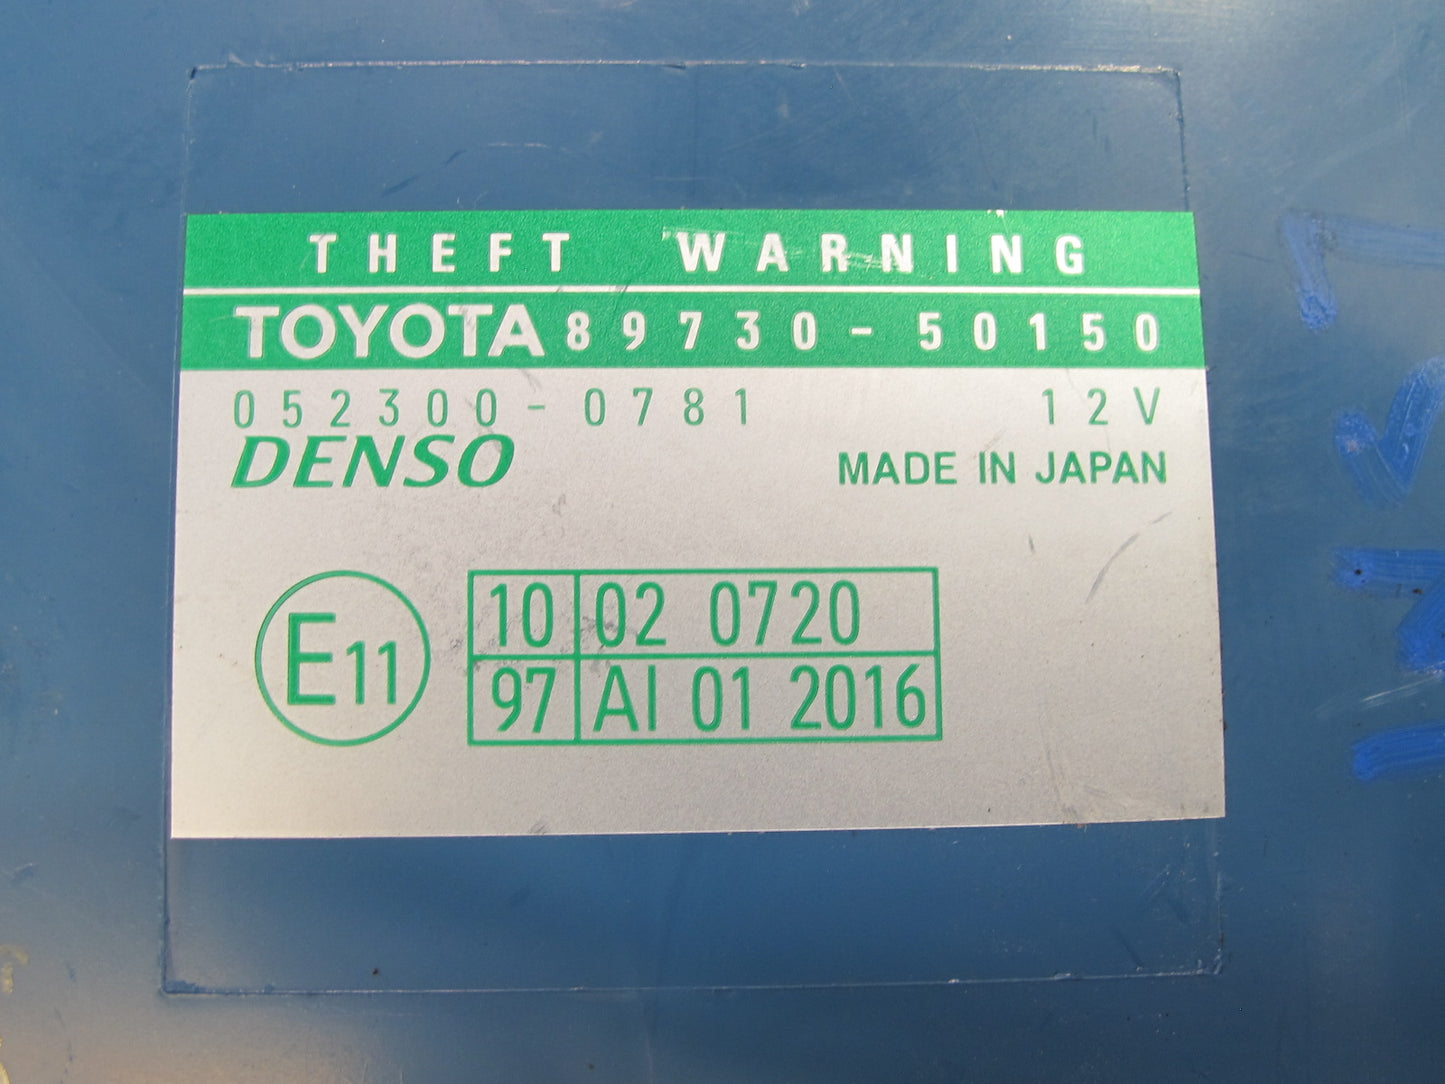 THEFT WARNING
TOYOTA 89730-50150
052300-0781 12V
DENSO MADE IN JAPAN
E11
10 02 0720
97 AI 01 2016